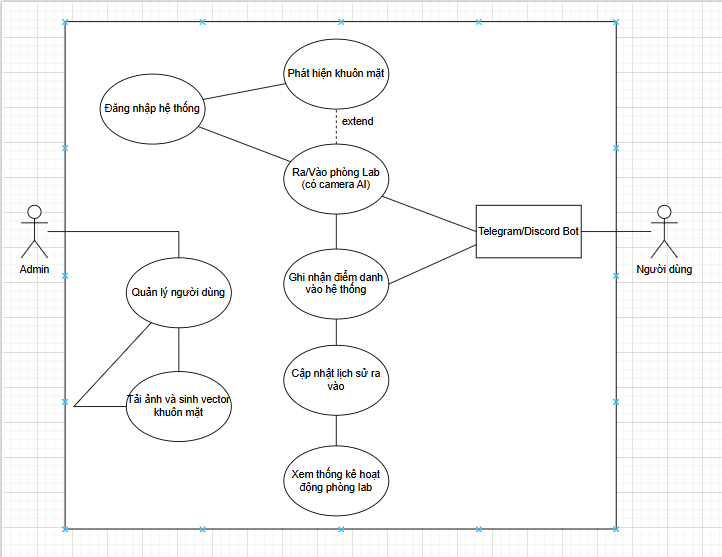 Phát hiện khuôn mặt
Đăng nhập hệ thống
extend
Ra/Vào phòng Lab
(có camera AI)
Telegram/Discord Bot
Admin
Người dùng
Ghi nhận điểm danh
vào hệ thống
Quản lý người dùng
Cập nhật lịch sử ra
vào
Tải ảnh và sinh vector
khuôn mặt
Xem thống kê hoạt
động phòng lab